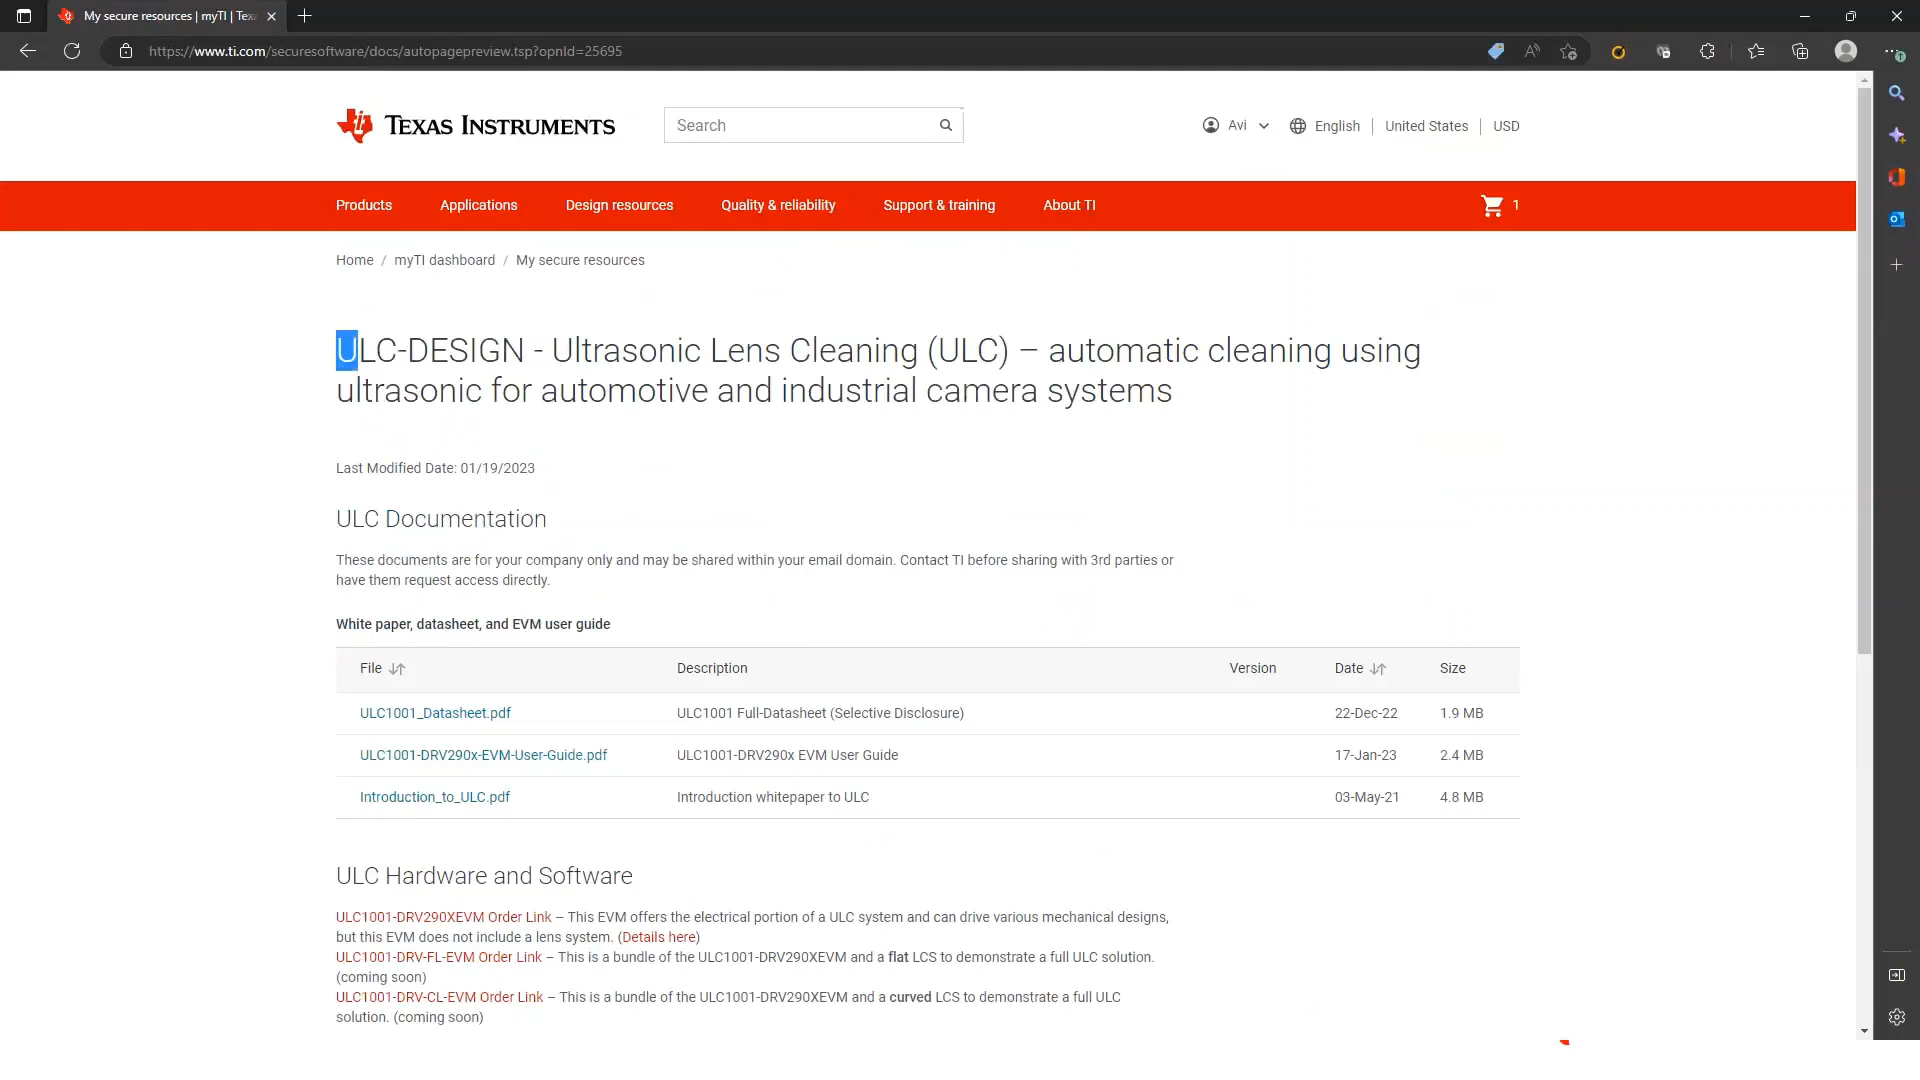 My secure resources | myTI | Texa
https://www.ti.com/securesoftware/docs/autopagepreview.tsp?opnId=25695
TEXAS INSTRUMENTS
Search
Avi
English
United States
USD
Products
Applications
Design resources
Quality & reliability
Support & training
About TI
1
Home / myTI dashboard / My secure resources
ULC-DESIGN - Ultrasonic Lens Cleaning (ULC) – automatic cleaning using
ultrasonic for automotive and industrial camera systems
Last Modified Date: 01/19/2023
ULC Documentation
These documents are for your company only and may be shared within your email domain. Contact TI before sharing with 3rd parties or
have them request access directly.
White paper, datasheet, and EVM user guide
File Description Version Date Size
ULC1001_Datasheet.pdf ULC1001 Full-Datasheet (Selective Disclosure) 22-Dec-22 1.9 MB
ULC1001-DRV290x-EVM-User-Guide.pdf ULC1001-DRV290x EVM User Guide 17-Jan-23 2.4 MB
Introduction_to_ULC.pdf Introduction whitepaper to ULC 03-May-21 4.8 MB
ULC Hardware and Software
ULC1001-DRV290XEVM Order Link – This EVM offers the electrical portion of a ULC system and can drive various mechanical designs,
but this EVM does not include a lens system. (Details here)
ULC1001-DRV-FL-EVM Order Link – This is a bundle of the ULC1001-DRV290XEVM and a flat LCS to demonstrate a full ULC solution.
(coming soon)
ULC1001-DRV-CL-EVM Order Link – This is a bundle of the ULC1001-DRV290XEVM and a curved LCS to demonstrate a full ULC
solution. (coming soon)